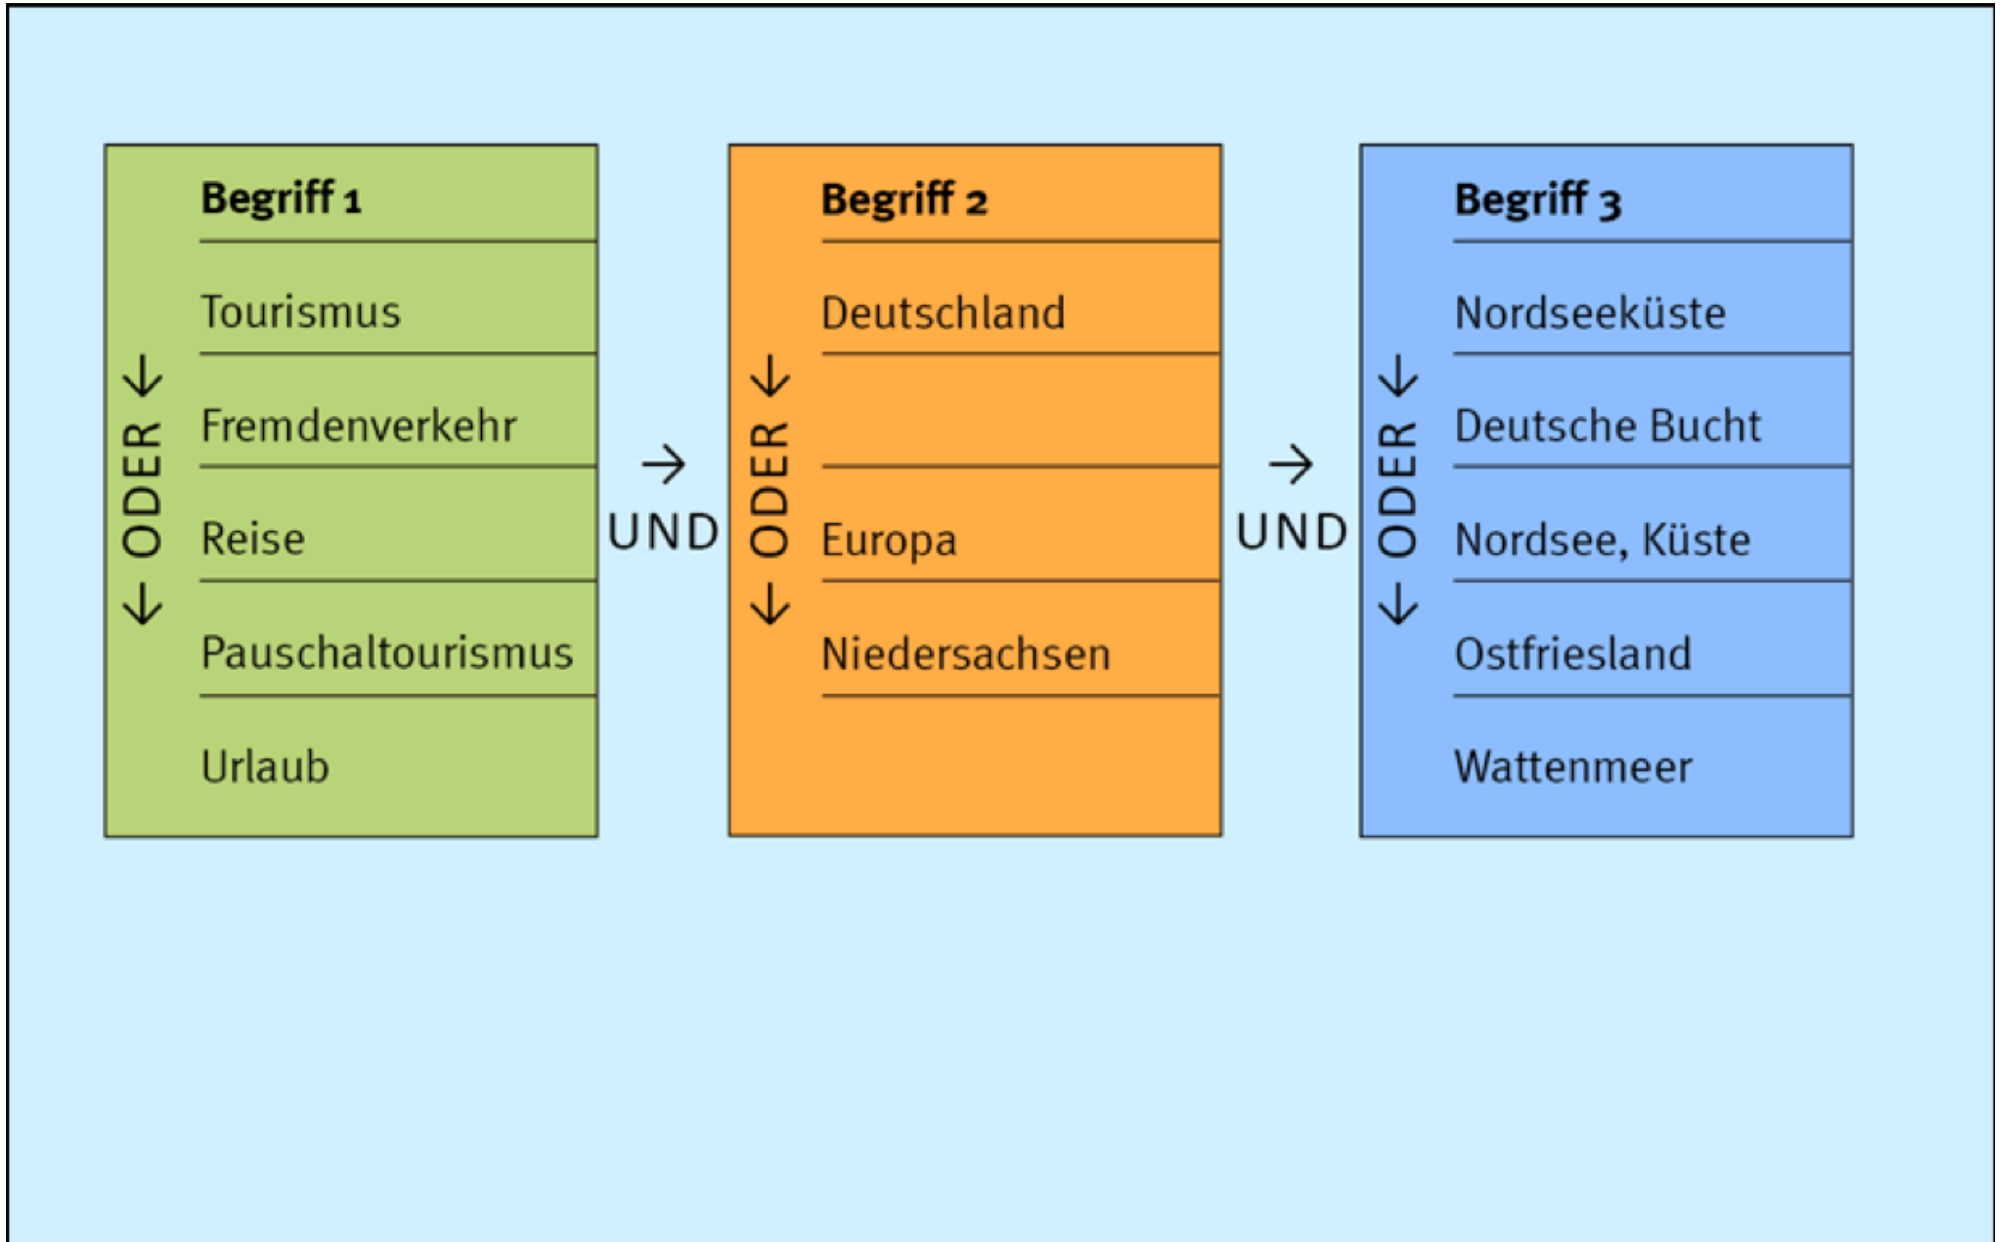 Begriff 1
Tourismus
Fremdenverkehr
Reise
Pauschaltourismus
Urlaub
↓ ODER ↓
→
UND
Begriff 2
Deutschland
Europa
Niedersachsen
↓ ODER ↓
→
UND
Begriff 3
Nordseeküste
Deutsche Bucht
Nordsee, Küste
Ostfriesland
Wattenmeer
↓ ODER ↓